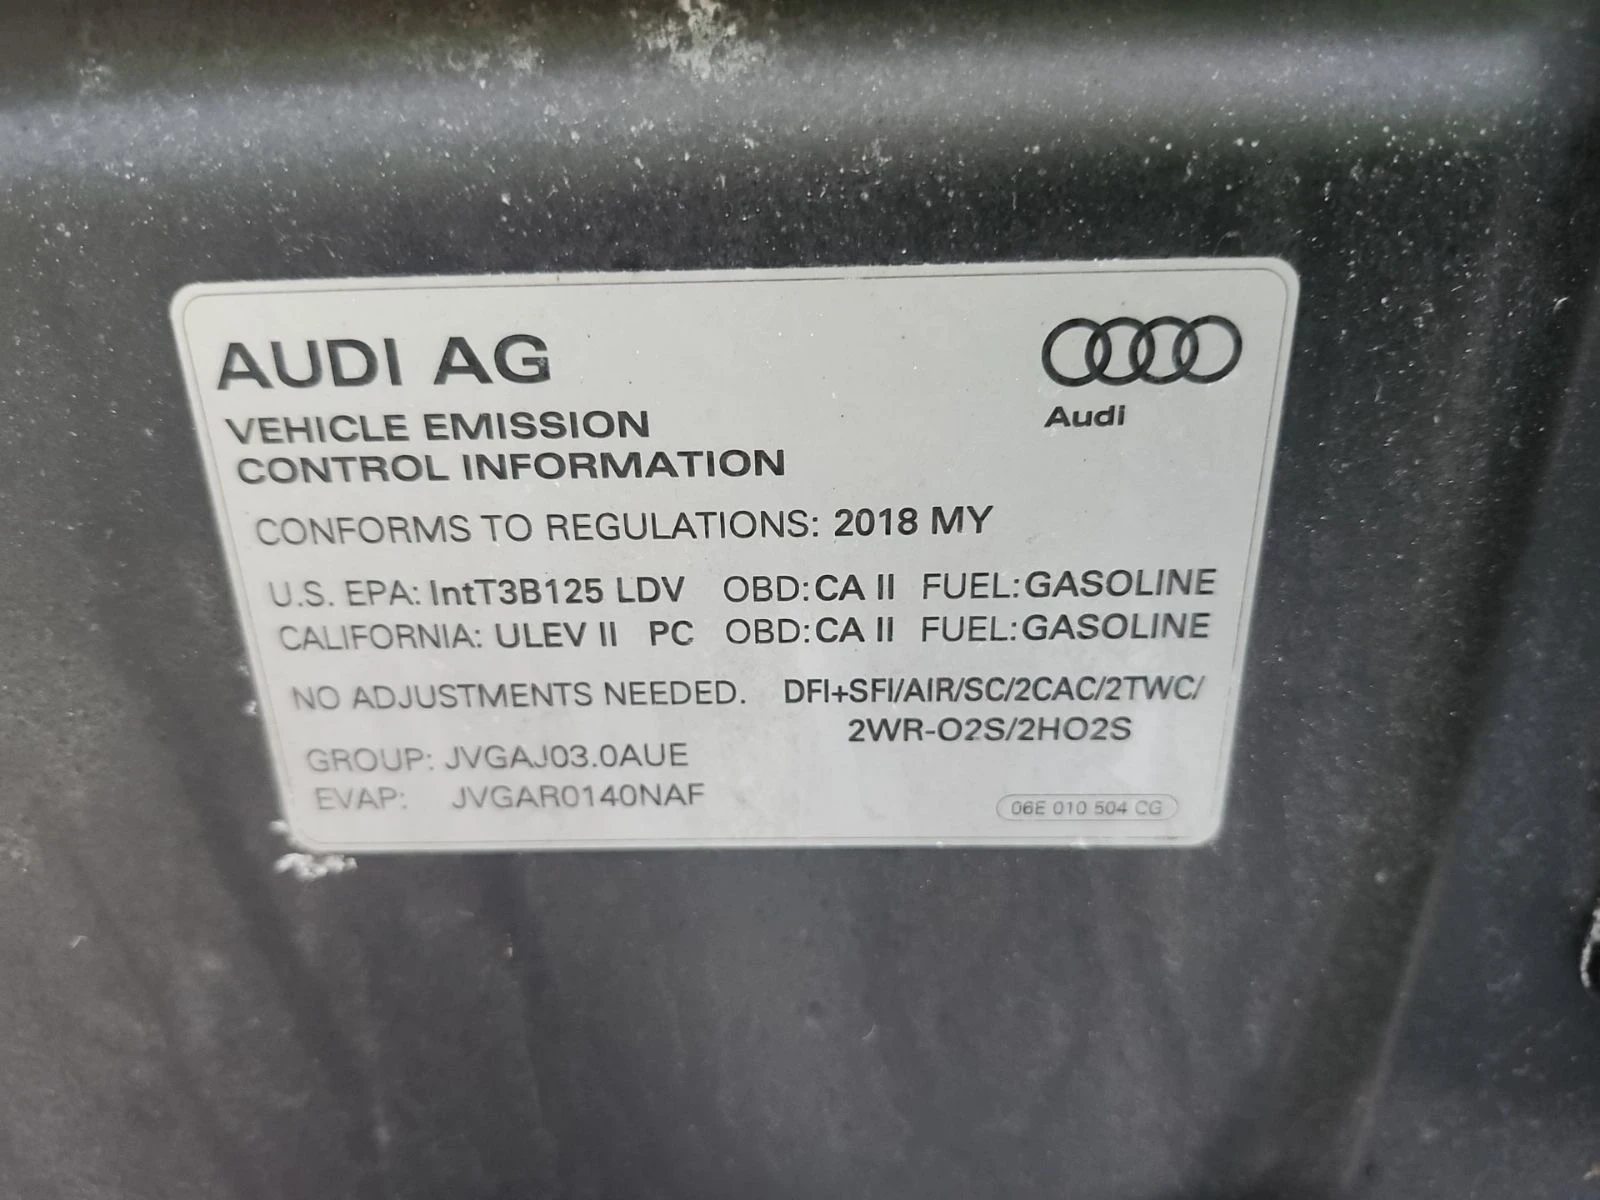 AUDI AG
Audi
VEHICLE EMISSION
CONTROL INFORMATION
CONFORMS TO REGULATIONS: 2018 MY
U.S. EPA: IntT3B125 LDV OBD: CA II FUEL: GASOLINE
CALIFORNIA: ULEV II PC OBD: CA II FUEL: GASOLINE
NO ADJUSTMENTS NEEDED. DFI+SFI/AIR/SC/2CAC/2TWC/
2WR-O2S/2HO2S
GROUP: JVGAJ03.0AUE
EVAP: JVGAR0140NAF
06E 010 504 CG